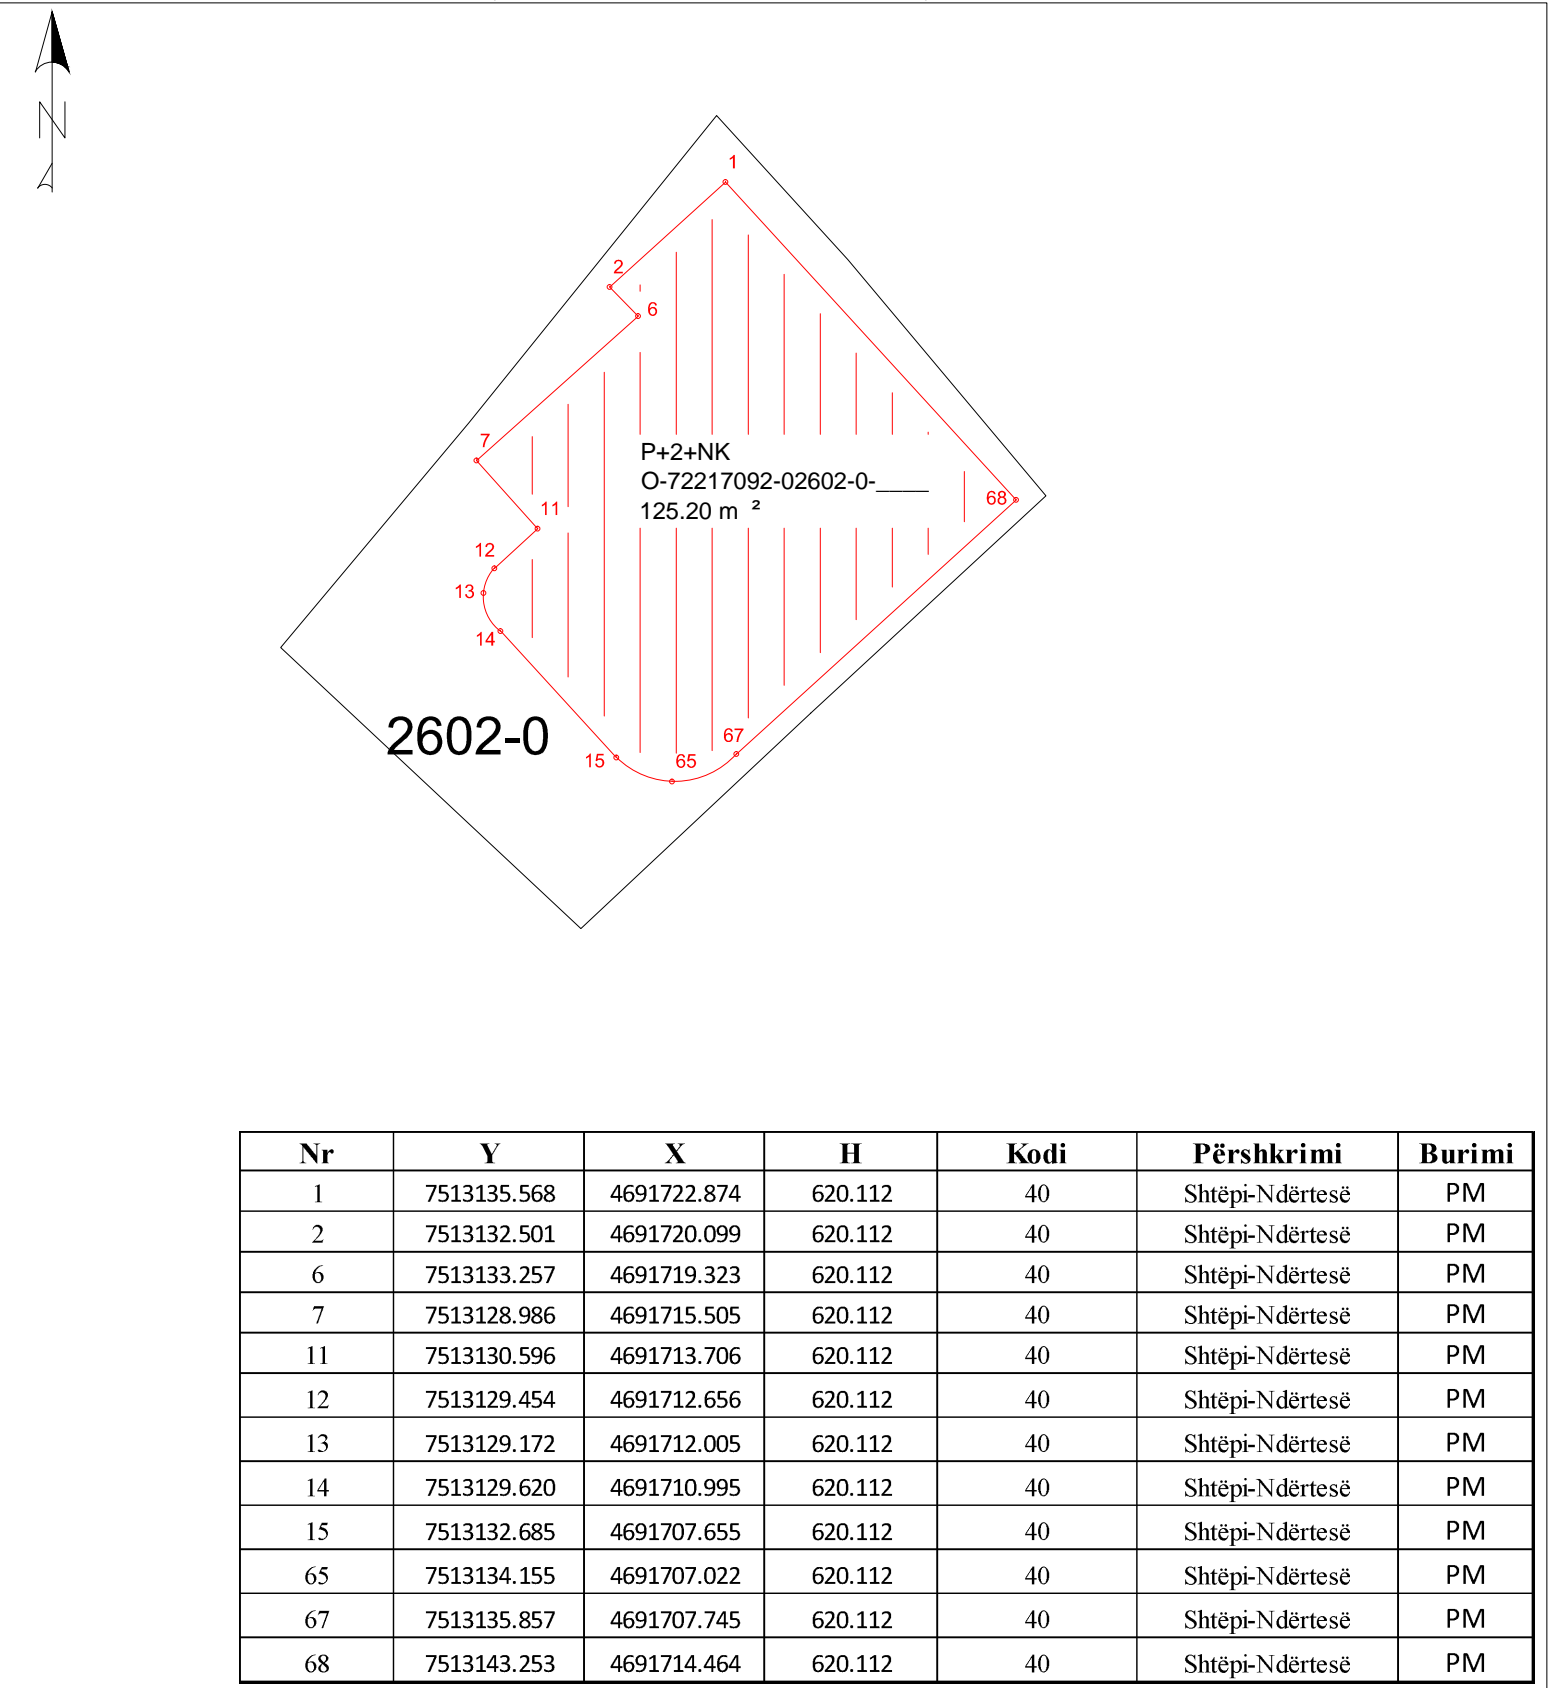 N
1
2
6
7
P+2+NK
O-72217092-02602-0-____
125.20 m ²
68
11
12
13
14
2602-0
67
15
65
Nr Y X H Kodi Përshkrimi Burimi
1 7513135.568 4691722.874 620.112 40 Shtëpi-Ndërtesë PM
2 7513132.501 4691720.099 620.112 40 Shtëpi-Ndërtesë PM
6 7513133.257 4691719.323 620.112 40 Shtëpi-Ndërtesë PM
7 7513128.986 4691715.505 620.112 40 Shtëpi-Ndërtesë PM
11 7513130.596 4691713.706 620.112 40 Shtëpi-Ndërtesë PM
12 7513129.454 4691712.656 620.112 40 Shtëpi-Ndërtesë PM
13 7513129.172 4691712.005 620.112 40 Shtëpi-Ndërtesë PM
14 7513129.620 4691710.995 620.112 40 Shtëpi-Ndërtesë PM
15 7513132.685 4691707.655 620.112 40 Shtëpi-Ndërtesë PM
65 7513134.155 4691707.022 620.112 40 Shtëpi-Ndërtesë PM
67 7513135.857 4691707.745 620.112 40 Shtëpi-Ndërtesë PM
68 7513143.253 4691714.464 620.112 40 Shtëpi-Ndërtesë PM